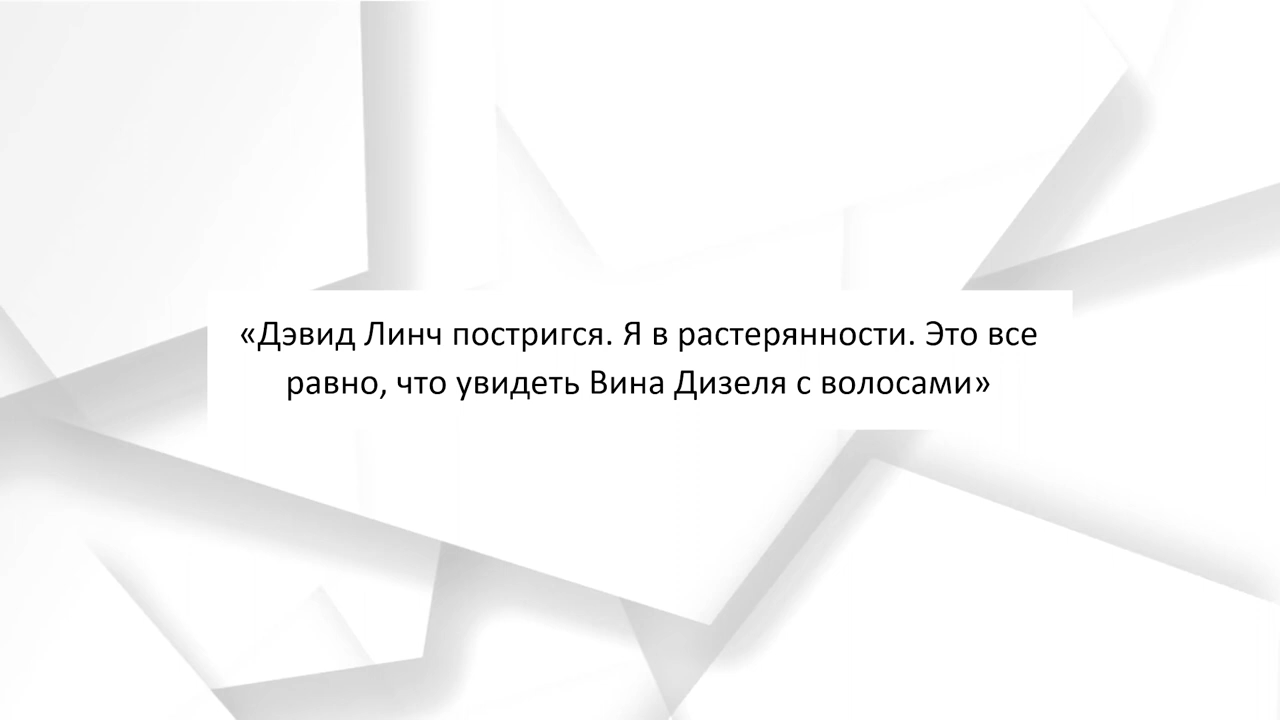 «Дэвид Линч постригся. Я в растерянности. Это все
равно, что увидеть Вина Дизеля с волосами»